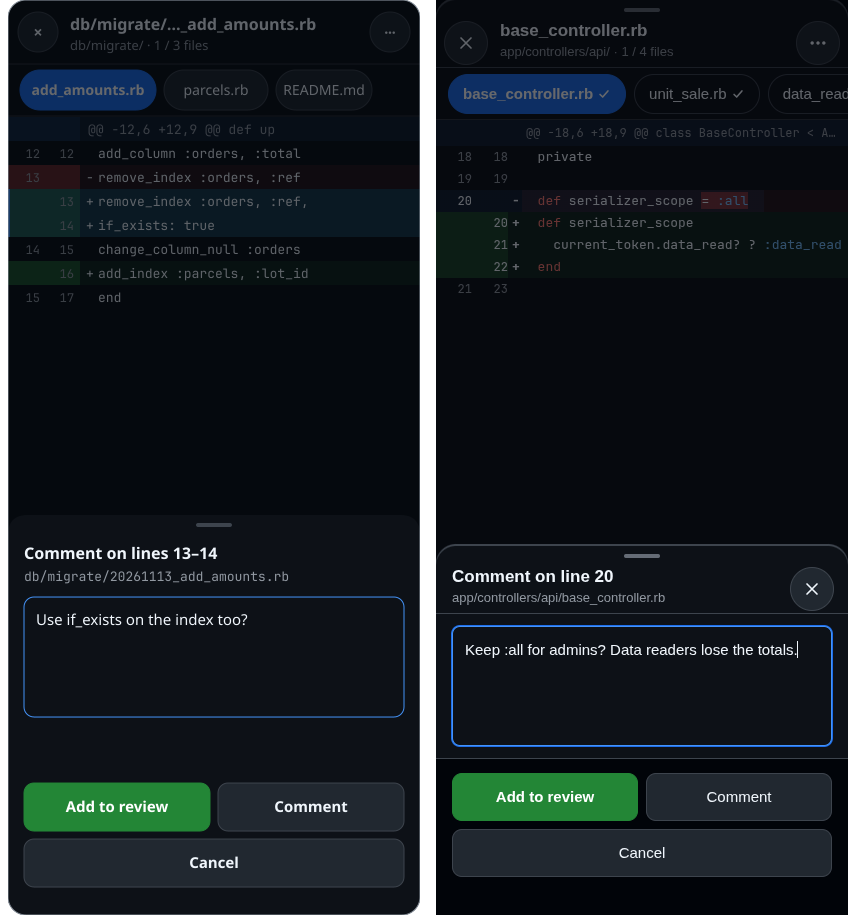 db/migrate/…_add_amounts.rb
db/migrate/ · 1 / 3 files
add_amounts.rb parcels.rb README.md
@@ -12,6 +12,9 @@ def up
12 12 add_column :orders, :total
13 - remove_index :orders, :ref
13 + remove_index :orders, :ref,
14 + if_exists: true
14 15 change_column_null :orders
16 + add_index :parcels, :lot_id
15 17 end
Comment on lines 13–14
db/migrate/20261113_add_amounts.rb
Use if_exists on the index too?
Add to review Comment
Cancel
base_controller.rb
app/controllers/api/ · 1 / 4 files
base_controller.rb ✓ unit_sale.rb ✓ data_read
@@ -18,6 +18,9 @@ class BaseController < A…
18 18 private
19 19
20 - def serializer_scope = :all
20 + def serializer_scope
21 + current_token.data_read? ? :data_read
22 + end
21 23
Comment on line 20
app/controllers/api/base_controller.rb
Keep :all for admins? Data readers lose the totals.
Add to review Comment
Cancel